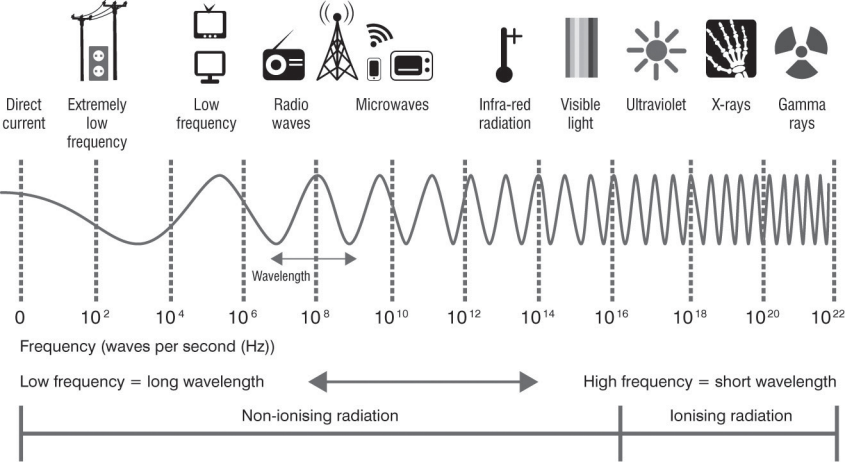 Direct
current
Extremely
low
frequency
Low
frequency
Radio
waves
Microwaves
Infra-red
radiation
Visible
light
Ultraviolet
X-rays
Gamma
rays
Wavelength
0 10² 10⁴ 10⁶ 10⁸ 10¹⁰ 10¹² 10¹⁴ 10¹⁶ 10¹⁸ 10²⁰ 10²²
Frequency (waves per second (Hz))
Low frequency = long wavelength High frequency = short wavelength
Non-ionising radiation Ionising radiation